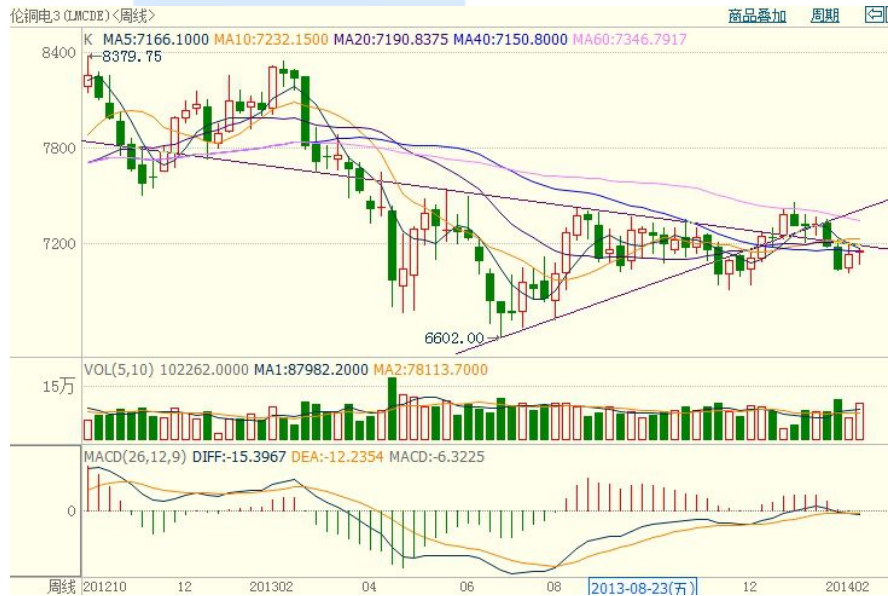 伦铜电3 (LMCDE)<周线> 商品叠加 周期
K MA5:7166.1000 MA10:7232.1500 MA20:7190.8375 MA40:7150.8000 MA60:7346.7917
8400
8379.75
7800
7200
6602.00
VOL(5,10) 102262.0000 MA1:87982.2000 MA2:78113.7000
15万
MACD(26,12,9) DIFF:-15.3967 DEA:-12.2354 MACD:-6.3225
0
周线 201210 12 201302 04 06 08 2013-08-23(五) 12 201402